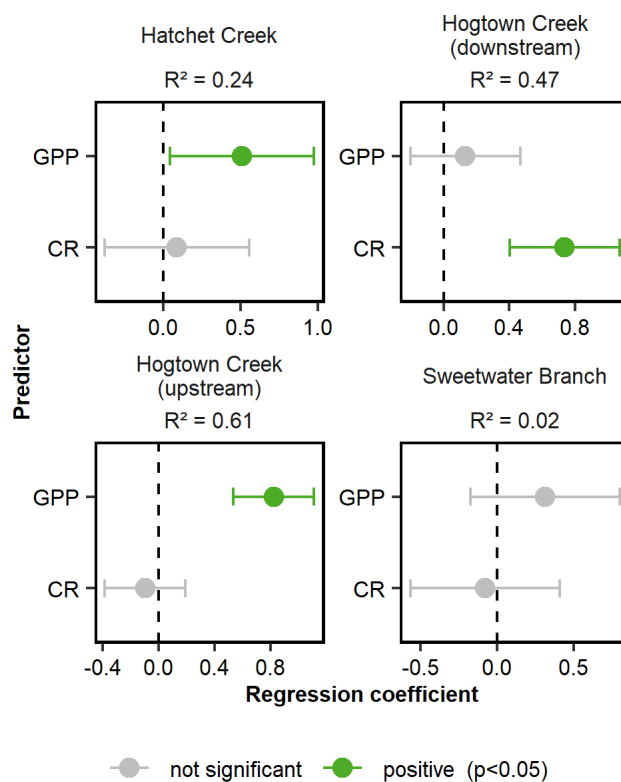 Hatchet Creek
R² = 0.24
GPP
CR
0.0 0.5 1.0
Hogtown Creek
(downstream)
R² = 0.47
GPP
CR
0.0 0.4 0.8
Hogtown Creek
(upstream)
R² = 0.61
GPP
CR
-0.4 0.0 0.8
Sweetwater Branch
R² = 0.02
GPP
CR
-0.5 0.0 0.5
Predictor
Regression coefficient
not significant positive (p<0.05)